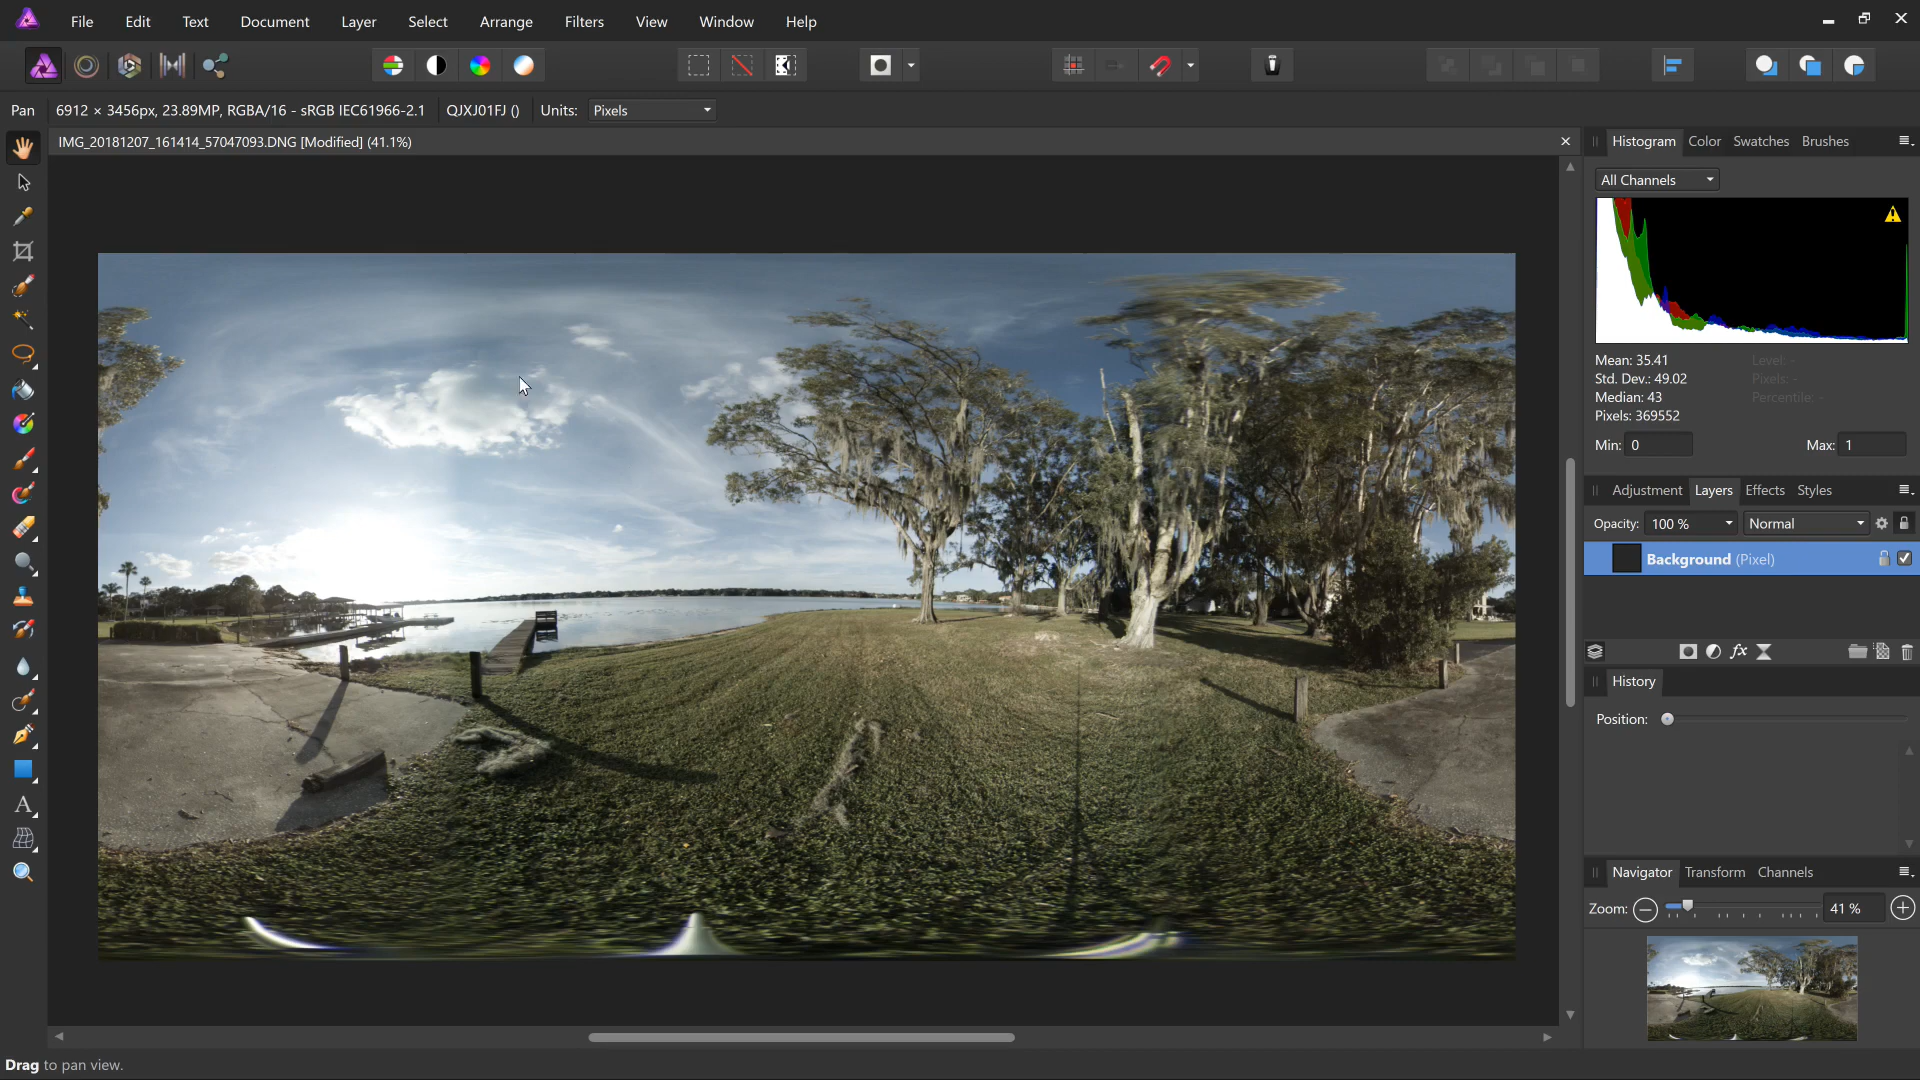 File Edit Text Document Layer Select Arrange Filters View Window Help
Pan 6912 × 3456px, 23.89MP, RGBA/16 - sRGB IEC61966-2.1 QJXJ01FJ () Units: Pixels
IMG_20181207_161414_57047093.DNG [Modified] (41.1%)
Histogram Color Swatches Brushes
All Channels
Mean: 35.41 Level: -
Std. Dev.: 49.02 Pixels: -
Median: 43 Percentile: -
Pixels: 369552
Min: 0 Max: 1
Adjustment Layers Effects Styles
Opacity: 100 % Normal
Background (Pixel)
fx
History
Position:
Navigator Transform Channels
Zoom: 41 %
A
Drag to pan view.